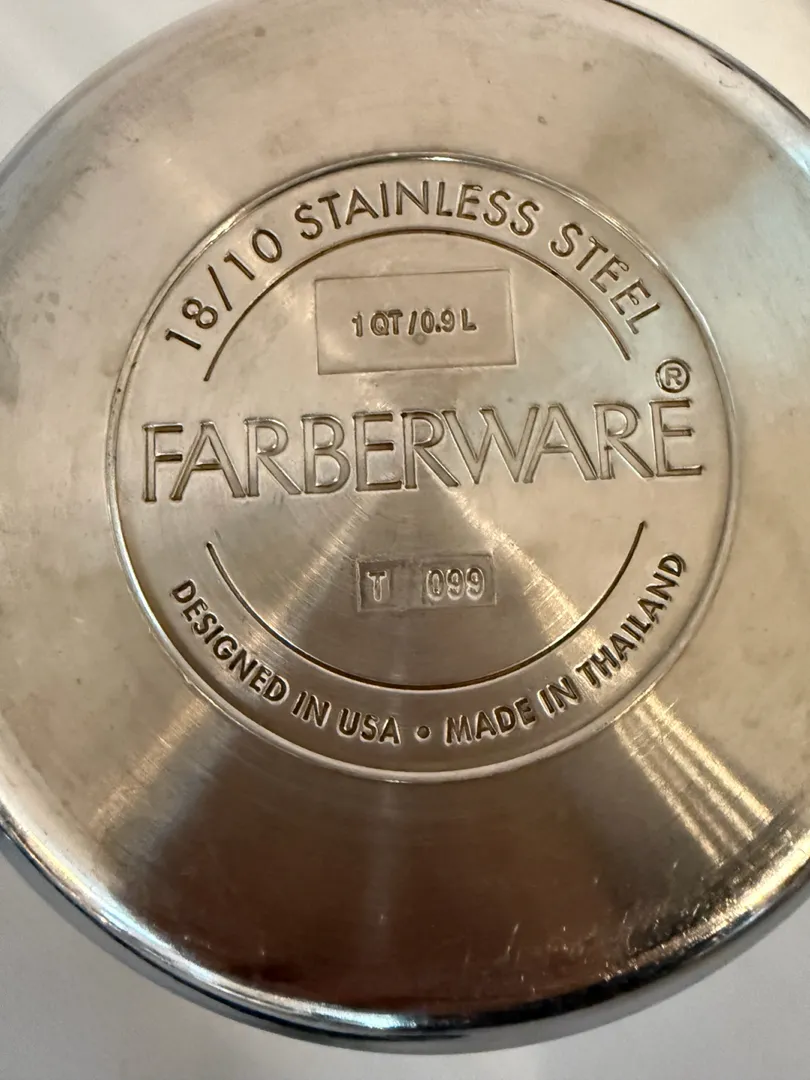 18/10 STAINLESS STEEL
1 QT/0.9 L
FARBERWARE®
T 099
DESIGNED IN USA • MADE IN THAILAND